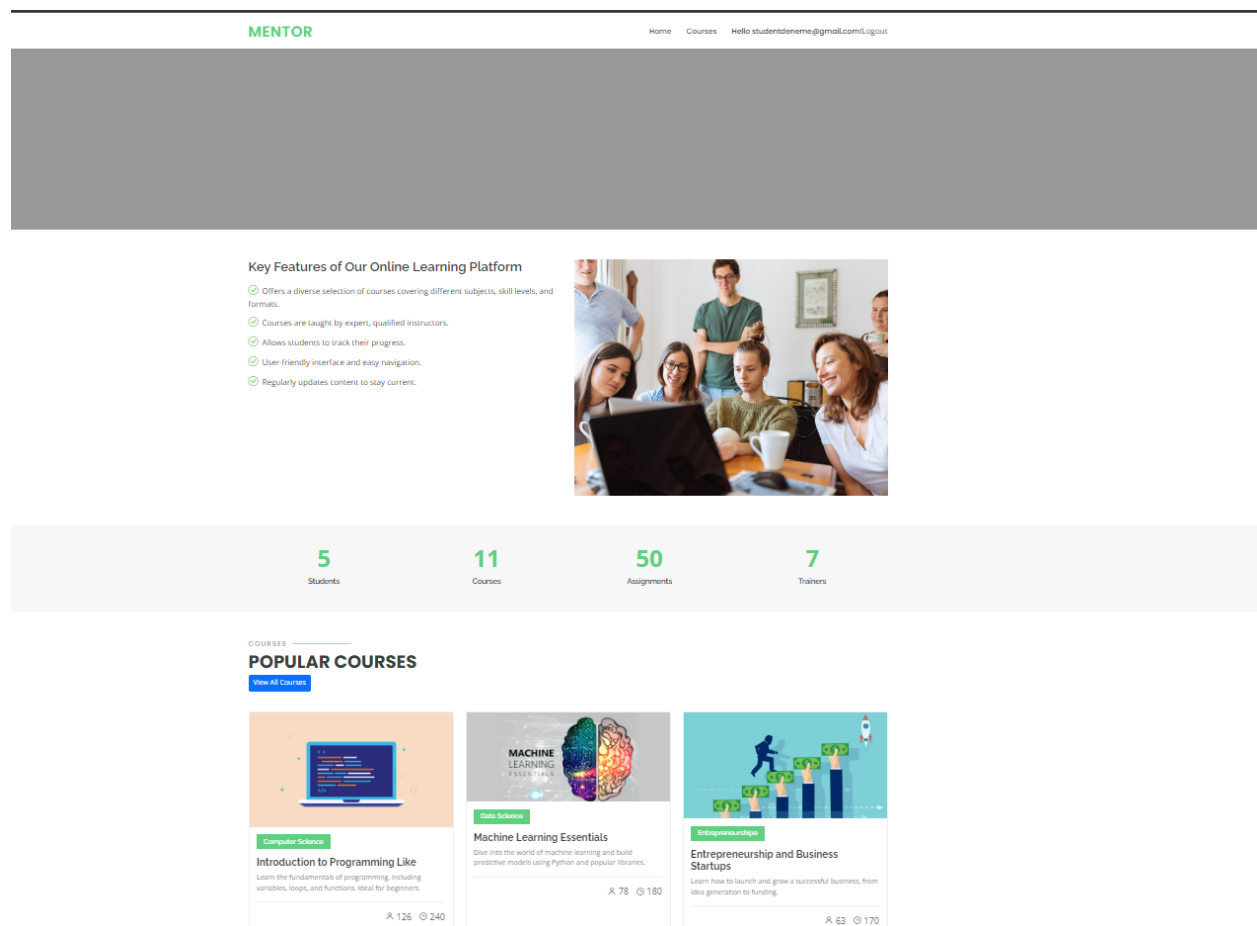 MENTOR
Home Courses Hello studentdeneme@gmail.com!Logout
Key Features of Our Online Learning Platform
Offers a diverse selection of courses covering different subjects, skill levels, and
formats.
Courses are taught by expert, qualified instructors.
Allows students to track their progress.
User-friendly interface and easy navigation.
Regularly updates content to stay current.
5 11 50 7
Students Courses Assignments Trainers
COURSES
POPULAR COURSES
View All Courses
Computer Science
Introduction to Programming Like
Learn the fundamentals of programming, including
variables, loops, and functions. Ideal for beginners.
126 240
MACHINE
LEARNING
ESSENTIALS
Data Science
Machine Learning Essentials
Dive into the world of machine learning and build
predictive models using Python and popular libraries.
78 180
Entrepreneurshipe
Entrepreneurship and Business
Startups
Learn how to launch and grow a successful business, from
idea generation to funding.
63 170